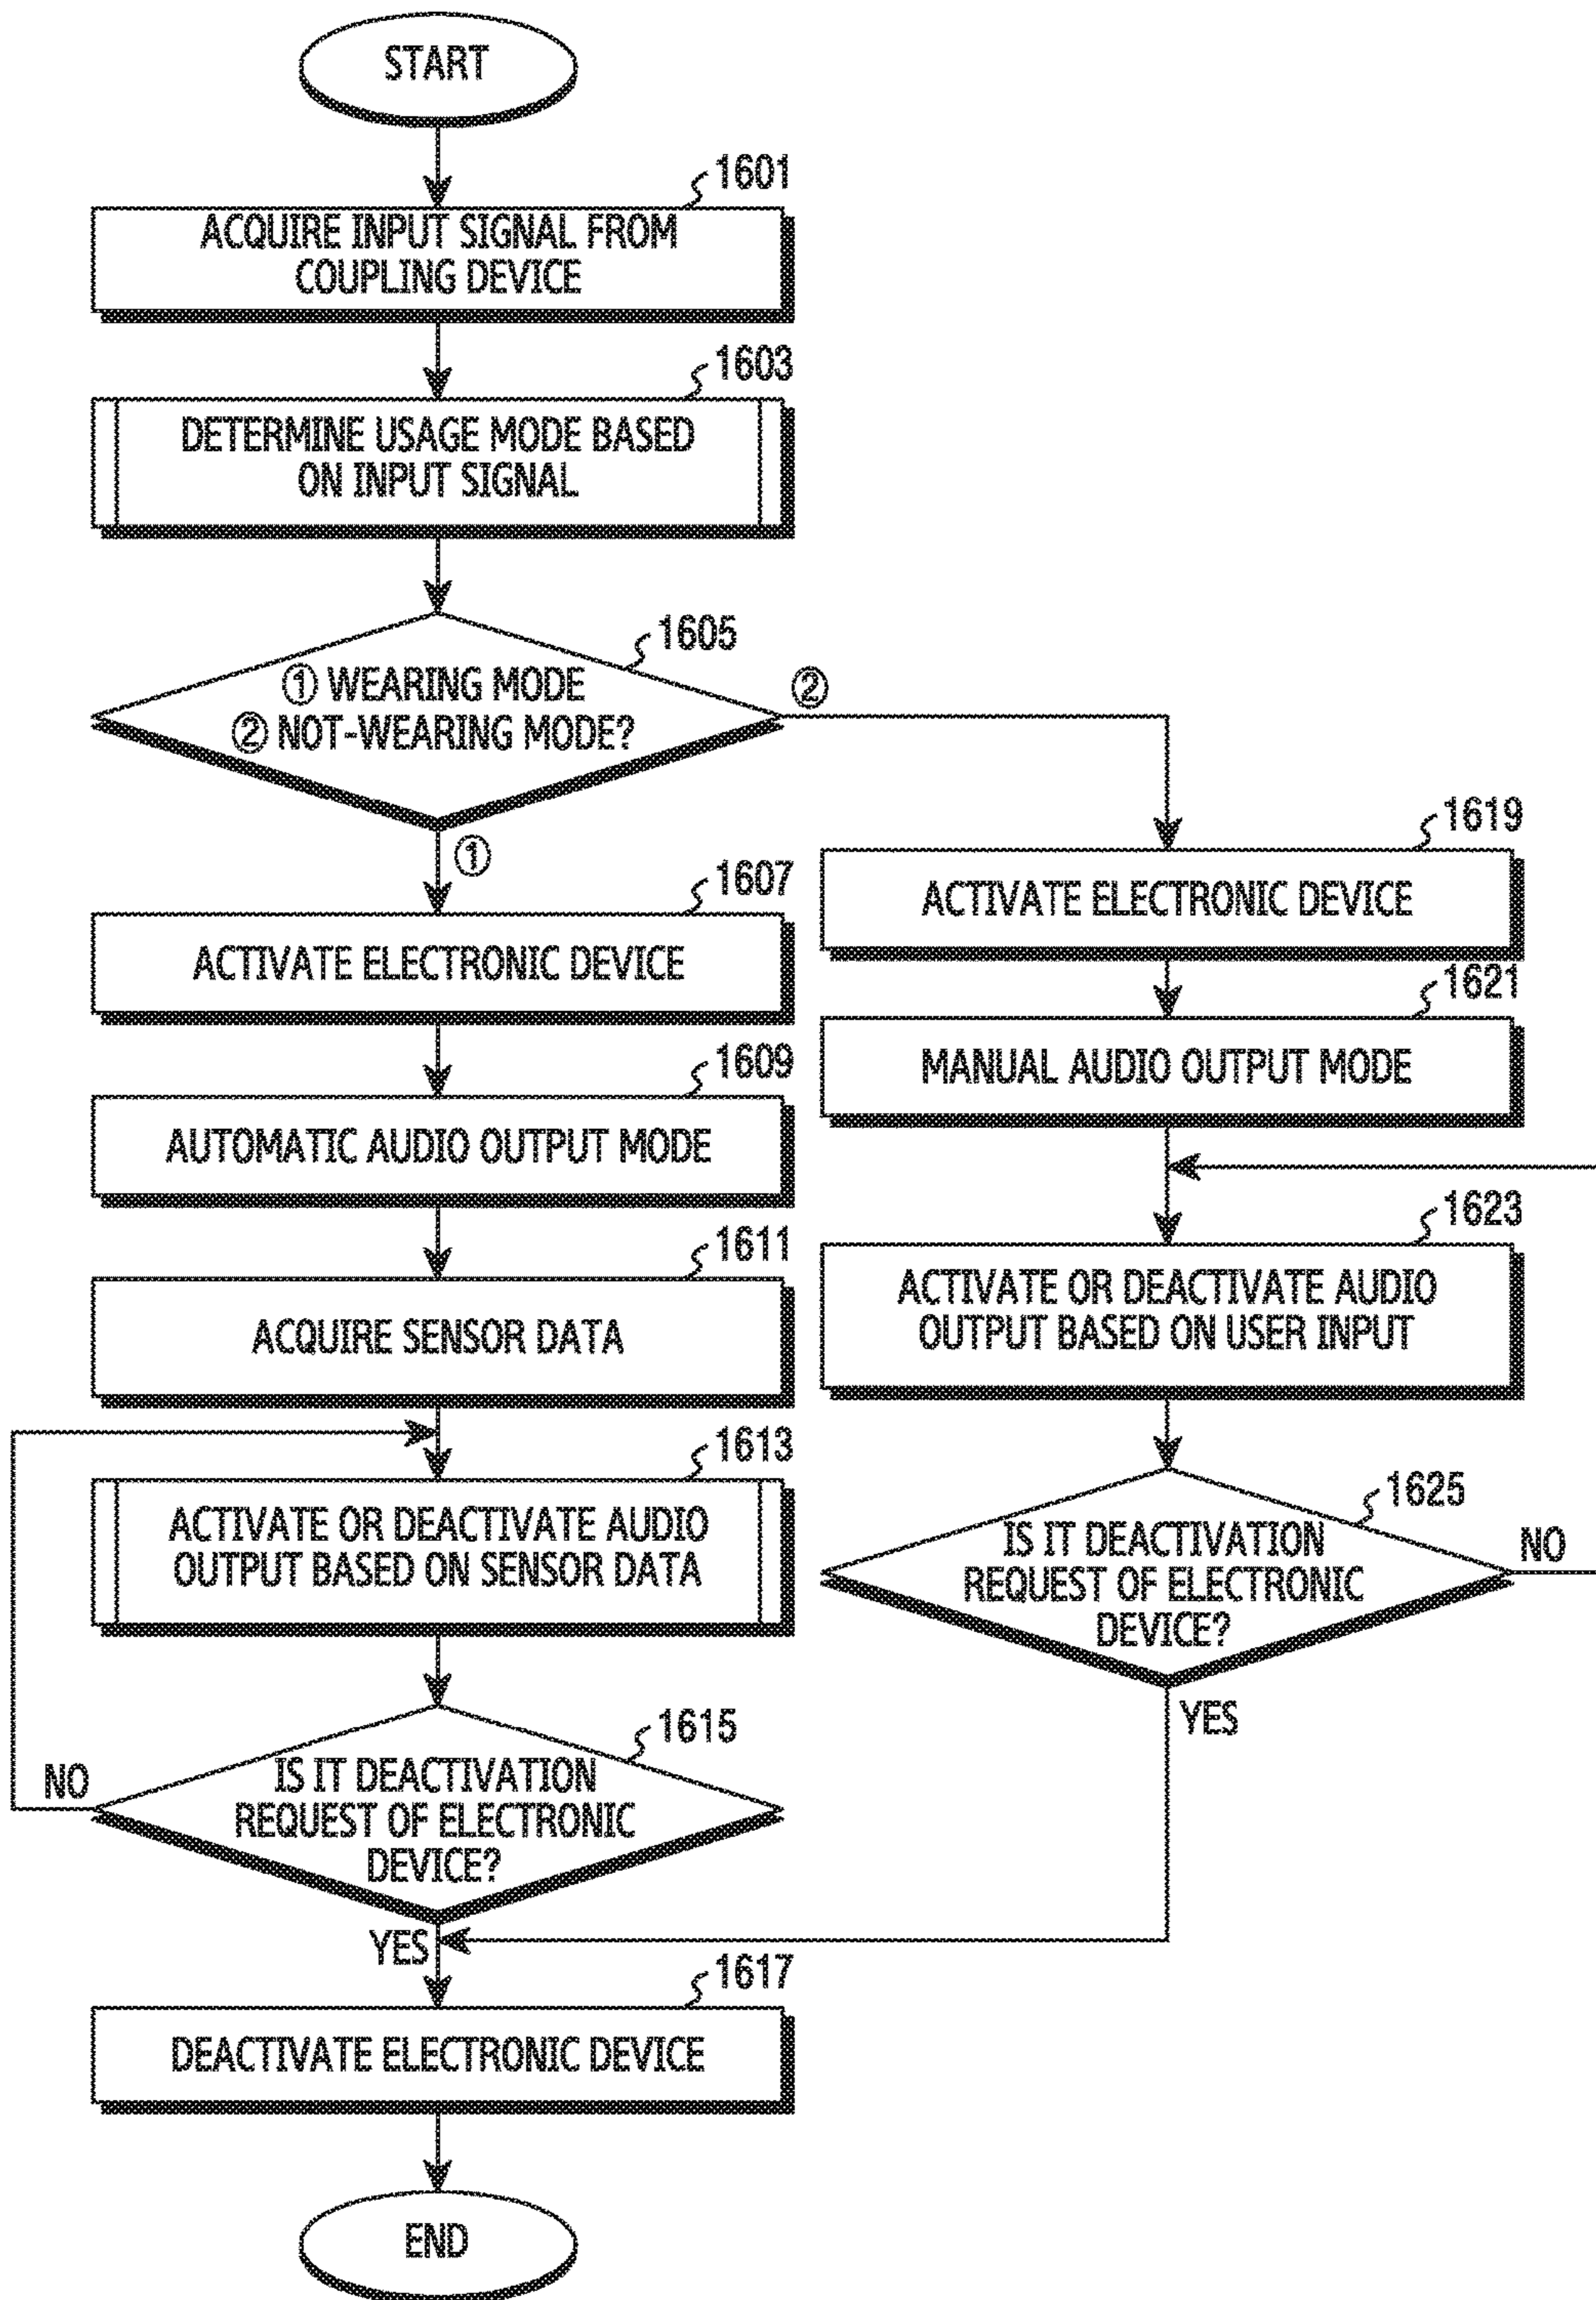 START
1601
ACQUIRE INPUT SIGNAL FROM
COUPLING DEVICE
1603
DETERMINE USAGE MODE BASED
ON INPUT SIGNAL
1605
① WEARING MODE
② NOT-WEARING MODE?
②
①
1607
ACTIVATE ELECTRONIC DEVICE
1609
AUTOMATIC AUDIO OUTPUT MODE
1611
ACQUIRE SENSOR DATA
1613
ACTIVATE OR DEACTIVATE AUDIO
OUTPUT BASED ON SENSOR DATA
1615
IS IT DEACTIVATION
REQUEST OF ELECTRONIC
DEVICE?
NO
YES
1617
DEACTIVATE ELECTRONIC DEVICE
END
1619
ACTIVATE ELECTRONIC DEVICE
1621
MANUAL AUDIO OUTPUT MODE
1623
ACTIVATE OR DEACTIVATE AUDIO
OUTPUT BASED ON USER INPUT
1625
IS IT DEACTIVATION
REQUEST OF ELECTRONIC
DEVICE?
NO
YES